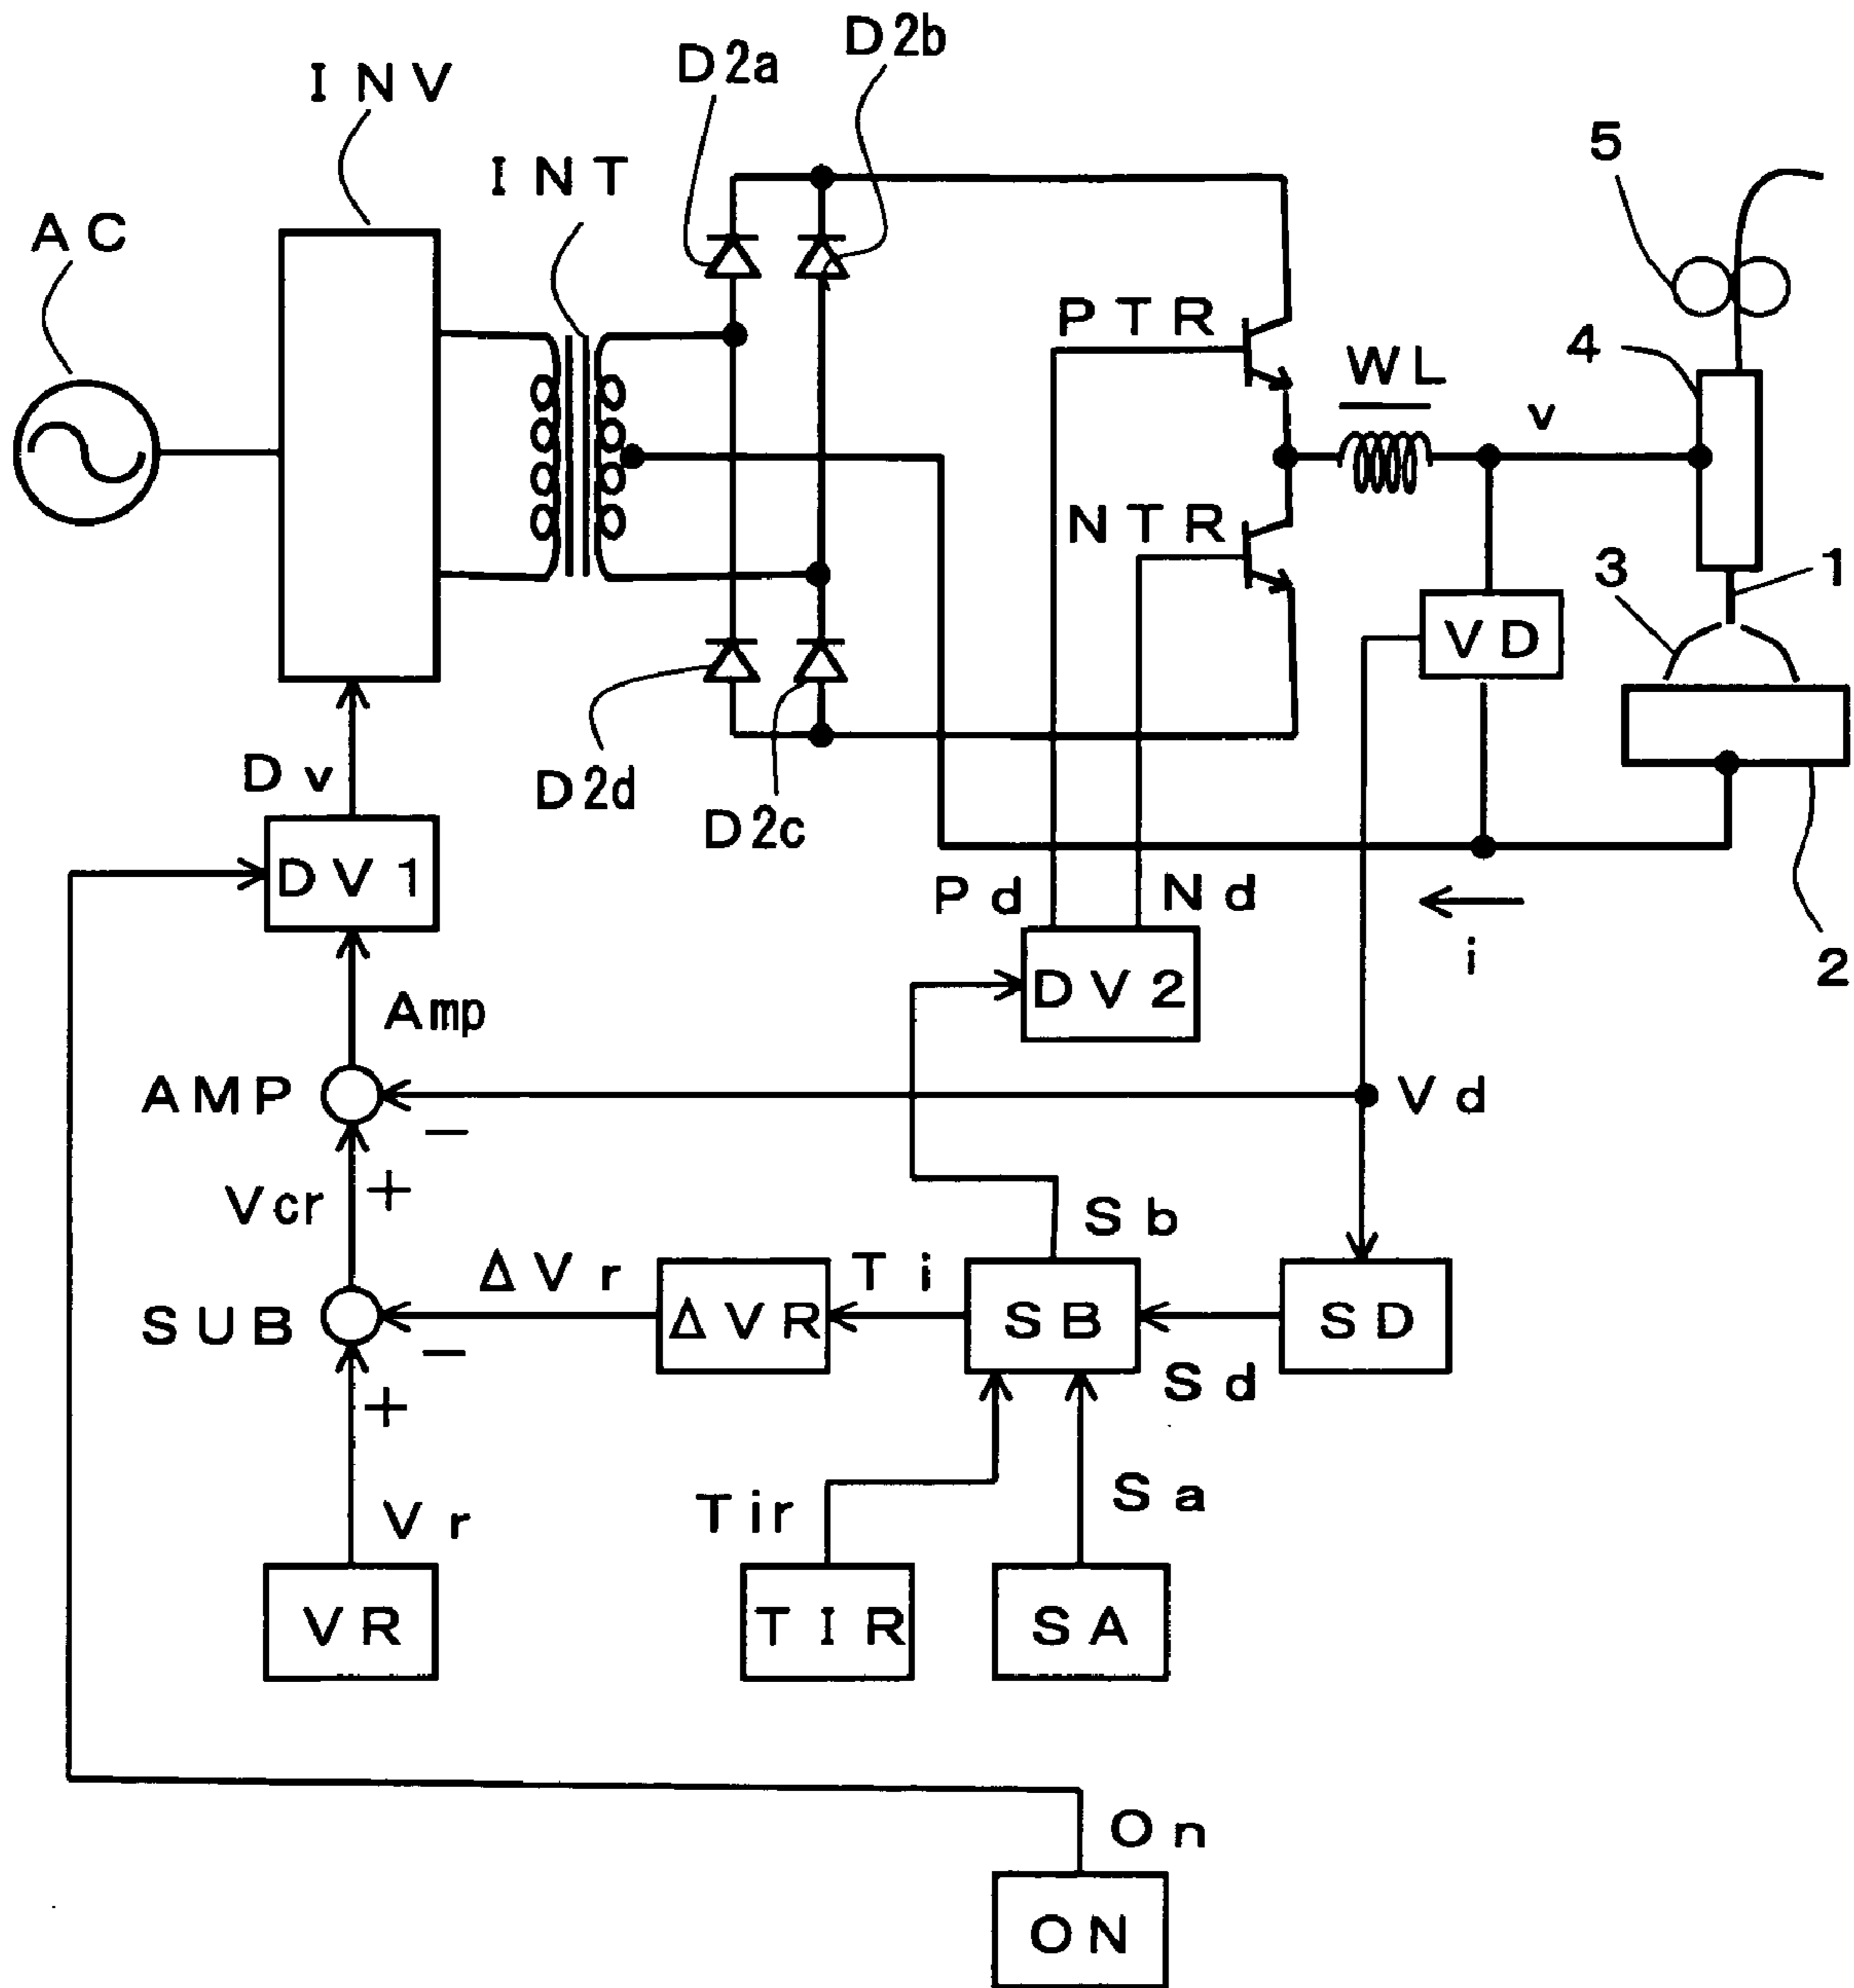 D2b
D2a
INV
5
INT
AC
PTR
4
WL
v
NTR
3
1
VD
Dv
D2d
D2c
DV1
Pd
Nd
i
2
DV2
Amp
AMP
−
Vd
Vcr
+
Sb
ΔVr
Ti
SUB
−
ΔVR
SB
SD
Sd
+
Vr
Tir
Sa
VR
TIR
SA
On
ON